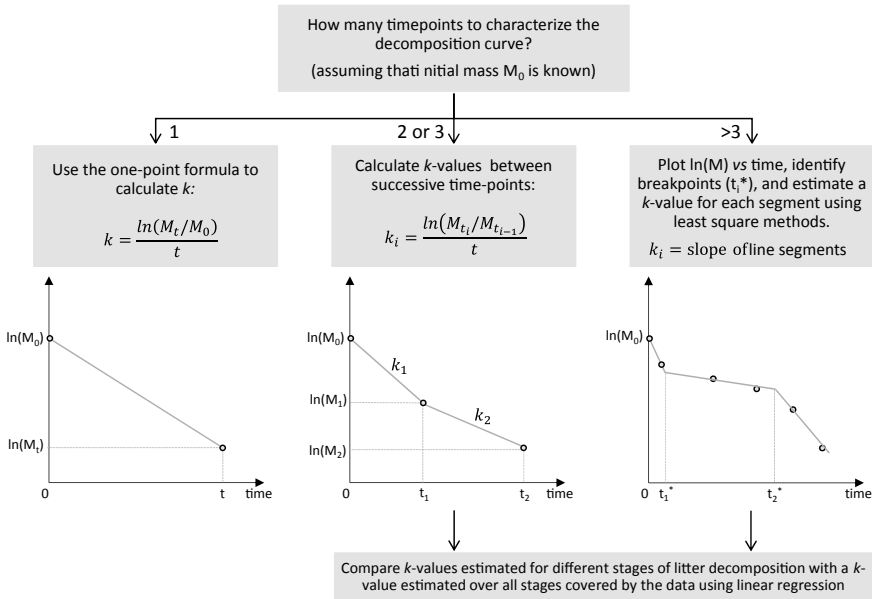 How many timepoints to characterize the
decomposition curve?
(assuming thati nitial mass M₀ is known)
1
2 or 3
>3
Use the one-point formula to
calculate k:
k = ln(Mₜ/M₀) / t
Calculate k-values between
successive time-points:
kᵢ = ln(M_{tᵢ}/M_{tᵢ₋₁}) / t
Plot ln(M) vs time, identify
breakpoints (tᵢ*), and estimate a
k-value for each segment using
least square methods.
kᵢ = slope ofline segments
ln(M₀)
ln(Mₜ)
0
t
time
ln(M₀)
k₁
ln(M₁)
k₂
ln(M₂)
0
t₁
t₂
time
ln(M₀)
0
t₁*
t₂*
time
Compare k-values estimated for different stages of litter decomposition with a k-
value estimated over all stages covered by the data using linear regression